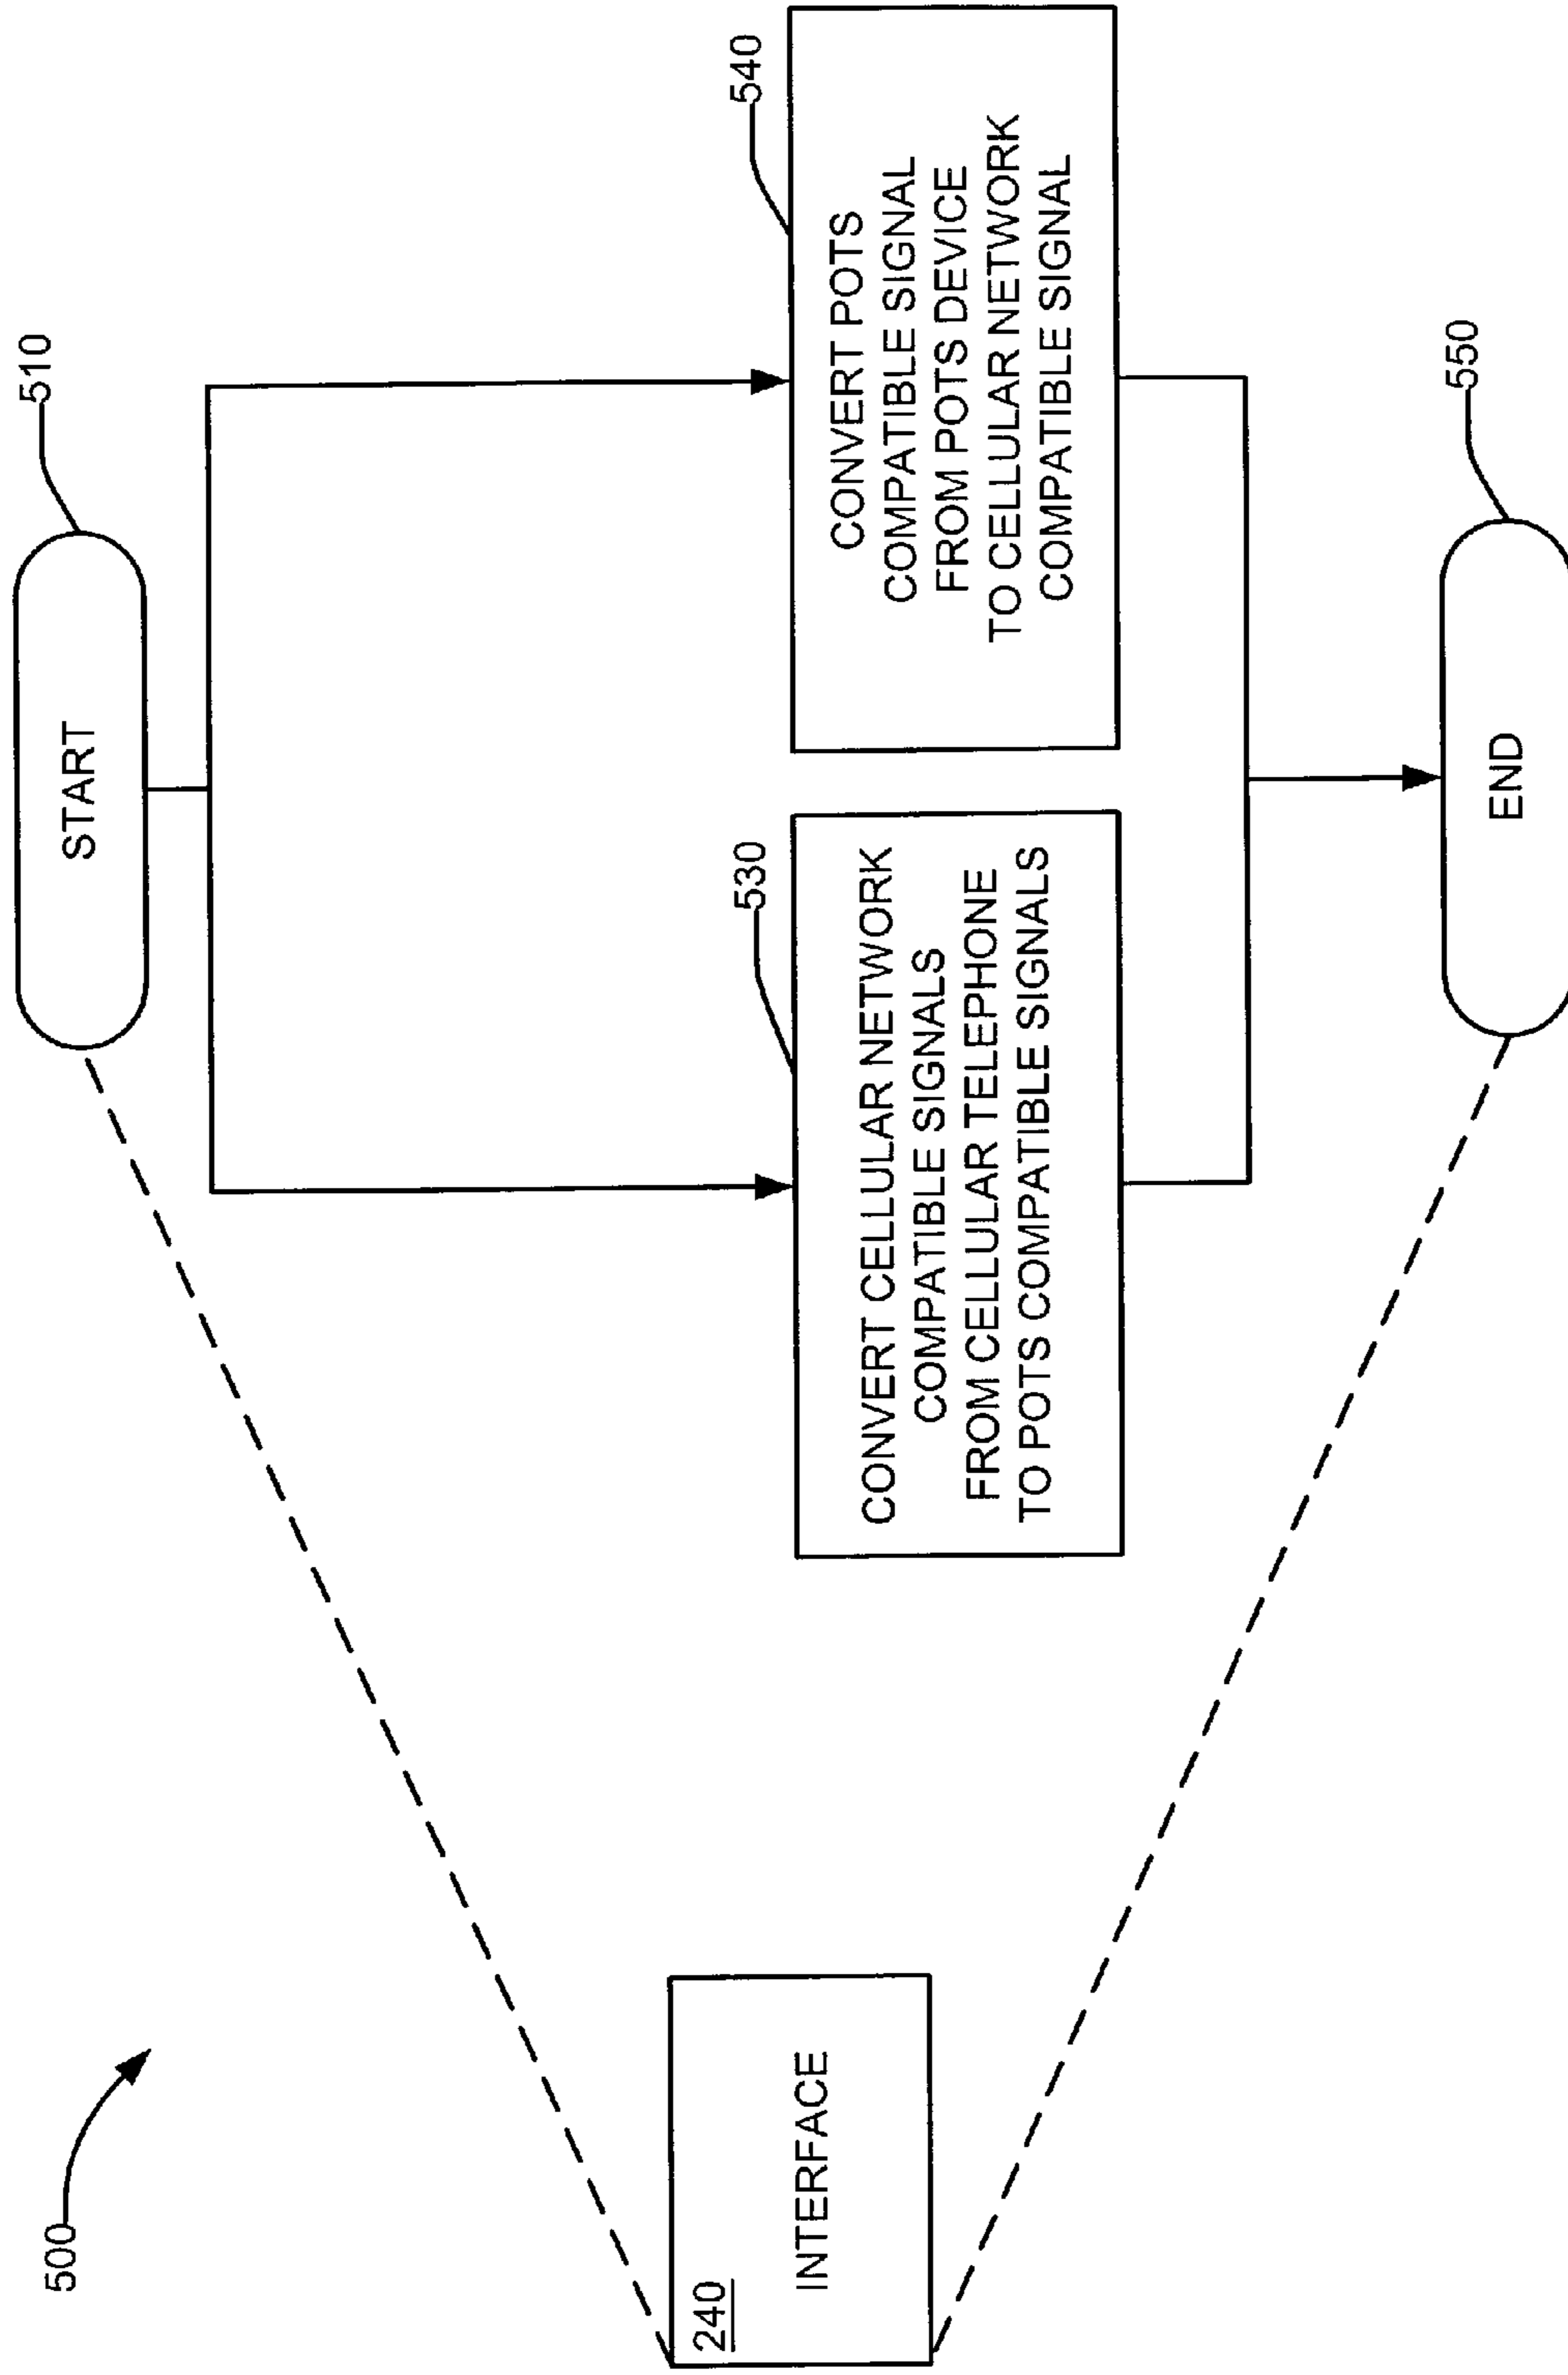 500
510
START
240
INTERFACE
530
CONVERT CELLULAR NETWORK
COMPATIBLE SIGNALS
FROM CELLULAR TELEPHONE
TO POTS COMPATIBLE SIGNALS
540
CONVERT POTS
COMPATIBLE SIGNAL
FROM POTS DEVICE
TO CELLULAR NETWORK
COMPATIBLE SIGNAL
550
END